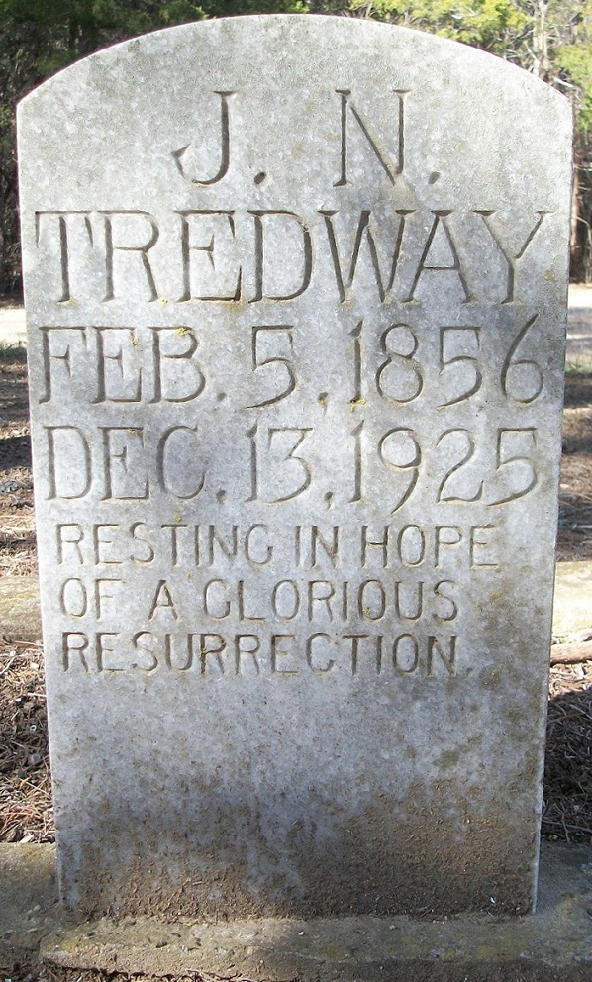 J. N.
TREDWAY
FEB. 5, 1856
DEC. 13, 1925
RESTING IN HOPE
OF A GLORIOUS
RESURRECTION.